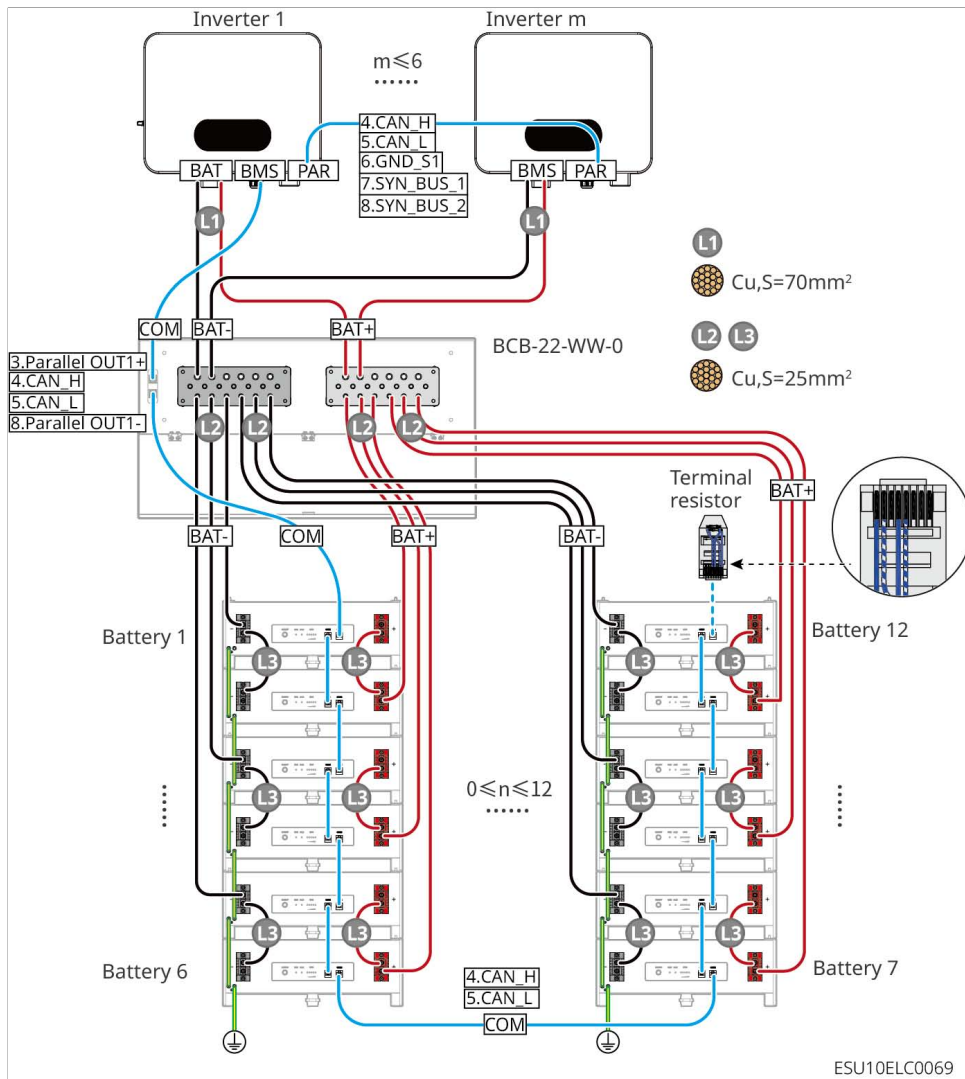 Inverter 1
Inverter m
m≤6
......
4.CAN_H
5.CAN_L
6.GND_S1
7.SYN_BUS_1
8.SYN_BUS_2
BAT
BMS
PAR
BMS
PAR
L1
L1
L1
Cu,S=70mm²
L2
L3
Cu,S=25mm²
COM
BAT-
BAT+
BCB-22-WW-0
3.Parallel OUT1+
4.CAN_H
5.CAN_L
8.Parallel OUT1-
L2
L2
L2
L2
Terminal
resistor
BAT+
BAT-
COM
BAT+
BAT-
Battery 1
Battery 12
L3
L3
L3
L3
0≤n≤12
......
L3
L3
L3
L3
L3
L3
L3
L3
Battery 6
Battery 7
4.CAN_H
5.CAN_L
COM
ESU10ELC0069